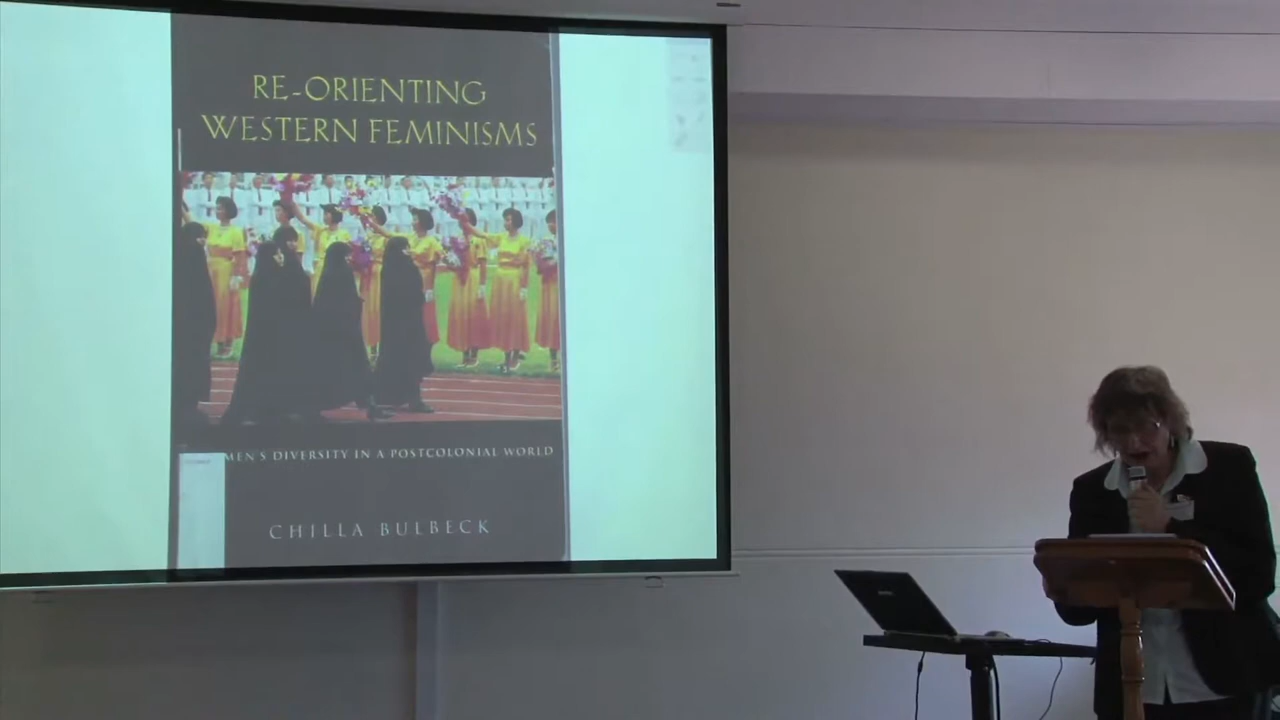 RE-ORIENTING
WESTERN FEMINISMS
MEN'S DIVERSITY IN A POSTCOLONIAL WORLD
CHILLA BULBECK